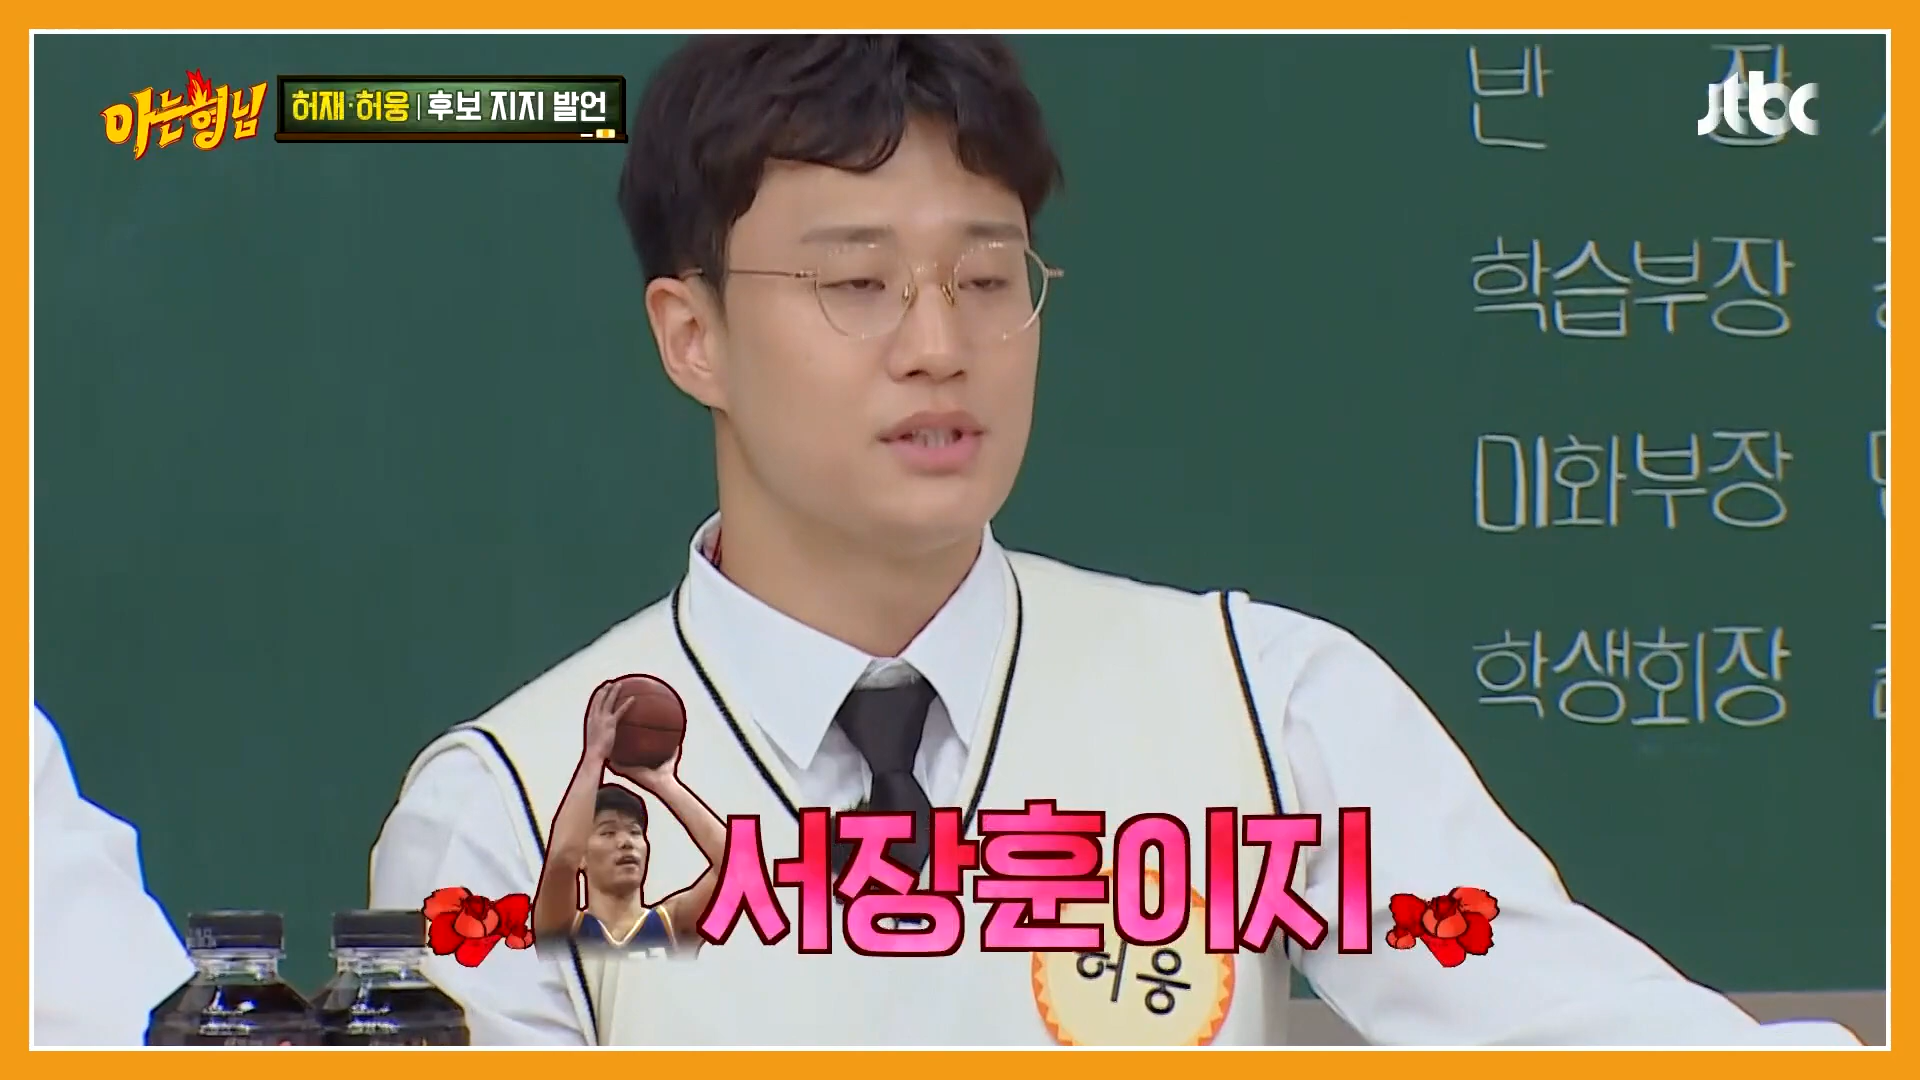 아는형님
허재·허웅|후보 지지 발언
jtbc
반 장
학습부장
미화부장
학생회장
서장훈이지
허웅